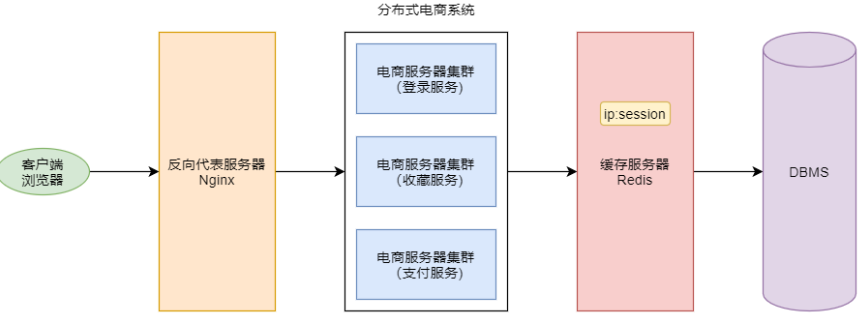 分布式电商系统
客户端
浏览器
反向代表服务器
Nginx
电商服务器集群
（登录服务)
电商服务器集群
（收藏服务)
电商服务器集群
（支付服务)
ip:session
缓存服务器
Redis
DBMS